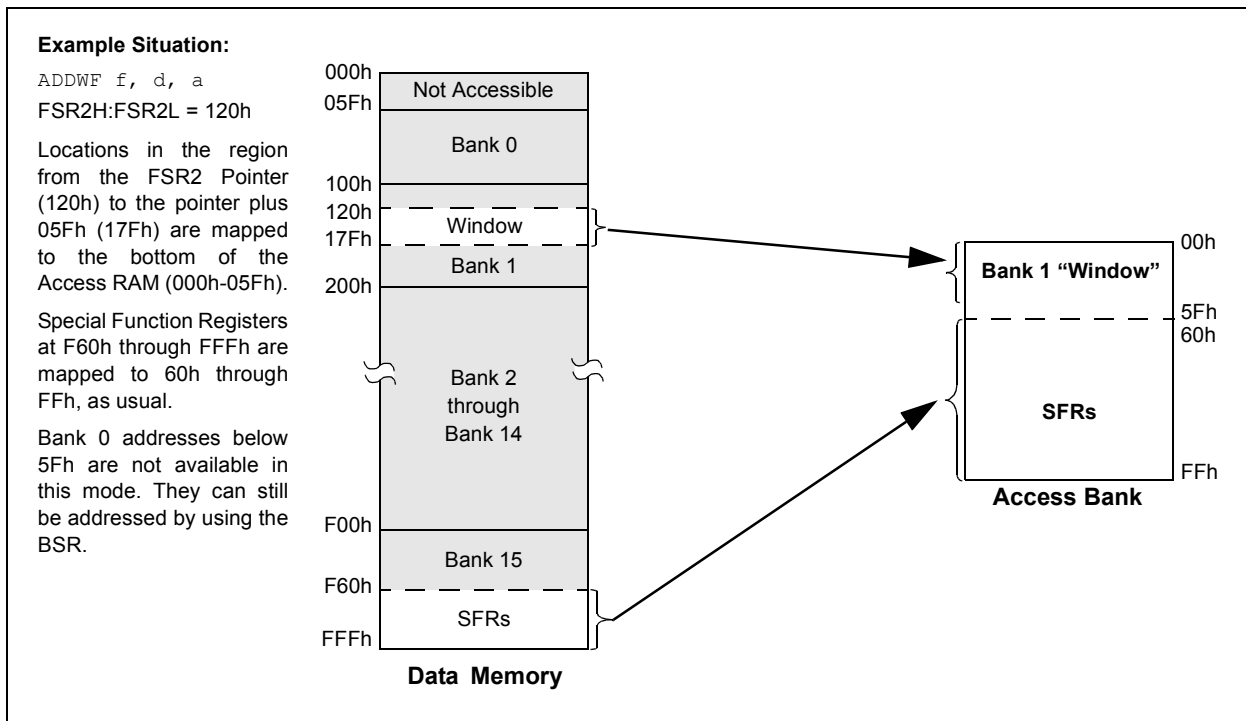 Example Situation:
ADDWF f, d, a
FSR2H:FSR2L = 120h
Locations in the region
from the FSR2 Pointer
(120h) to the pointer plus
05Fh (17Fh) are mapped
to the bottom of the
Access RAM (000h-05Fh).
Special Function Registers
at F60h through FFFh are
mapped to 60h through
FFh, as usual.
Bank 0 addresses below
5Fh are not available in
this mode. They can still
be addressed by using the
BSR.
000h
Not Accessible
05Fh
Bank 0
100h
120h
Window
17Fh
Bank 1
200h
Bank 2
through
Bank 14
F00h
Bank 15
F60h
SFRs
FFFh
Data Memory
00h
Bank 1 “Window”
5Fh
60h
SFRs
FFh
Access Bank